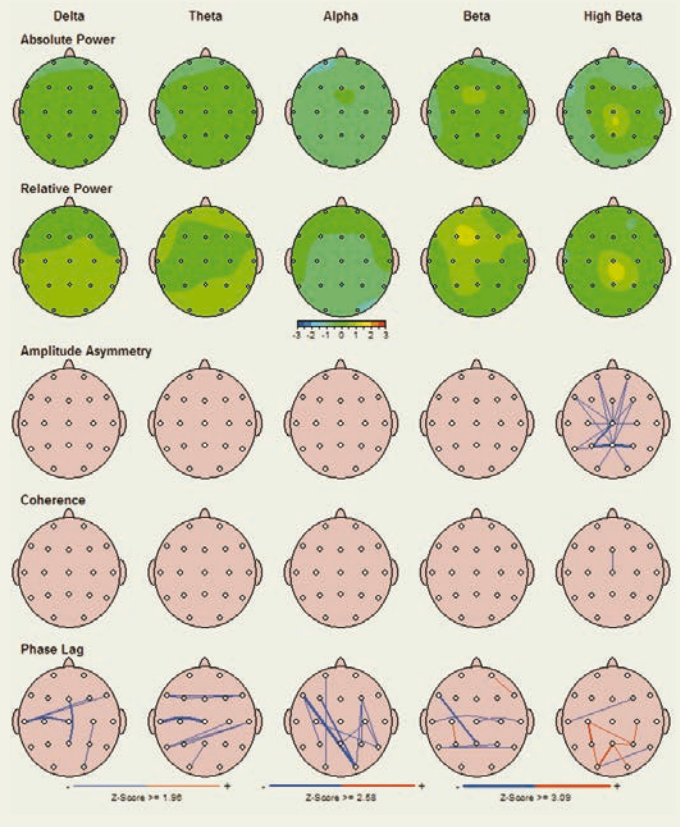 Delta Theta Alpha Beta High Beta
Absolute Power
Relative Power
-3 -2 -1 0 1 2 3
Amplitude Asymmetry
Coherence
Phase Lag
- + - + - +
Z-Score >= 1.96 Z-Score >= 2.58 Z-Score >= 3.09